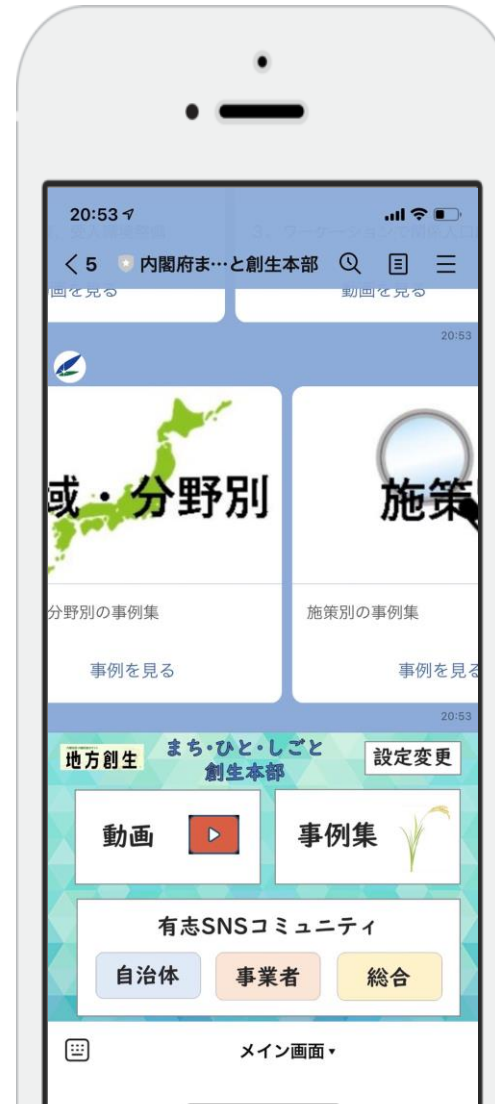 20:53
5 内閣府ま…と創生本部
動画を見る
20:53
域・分野別
施策
分野別の事例集
施策別の事例集
事例を見る
事例を見る
20:53
地方創生
まち・ひと・しごと
創生本部
設定変更
動画
事例集
有志SNSコミュニティ
自治体
事業者
総合
メイン画面▾